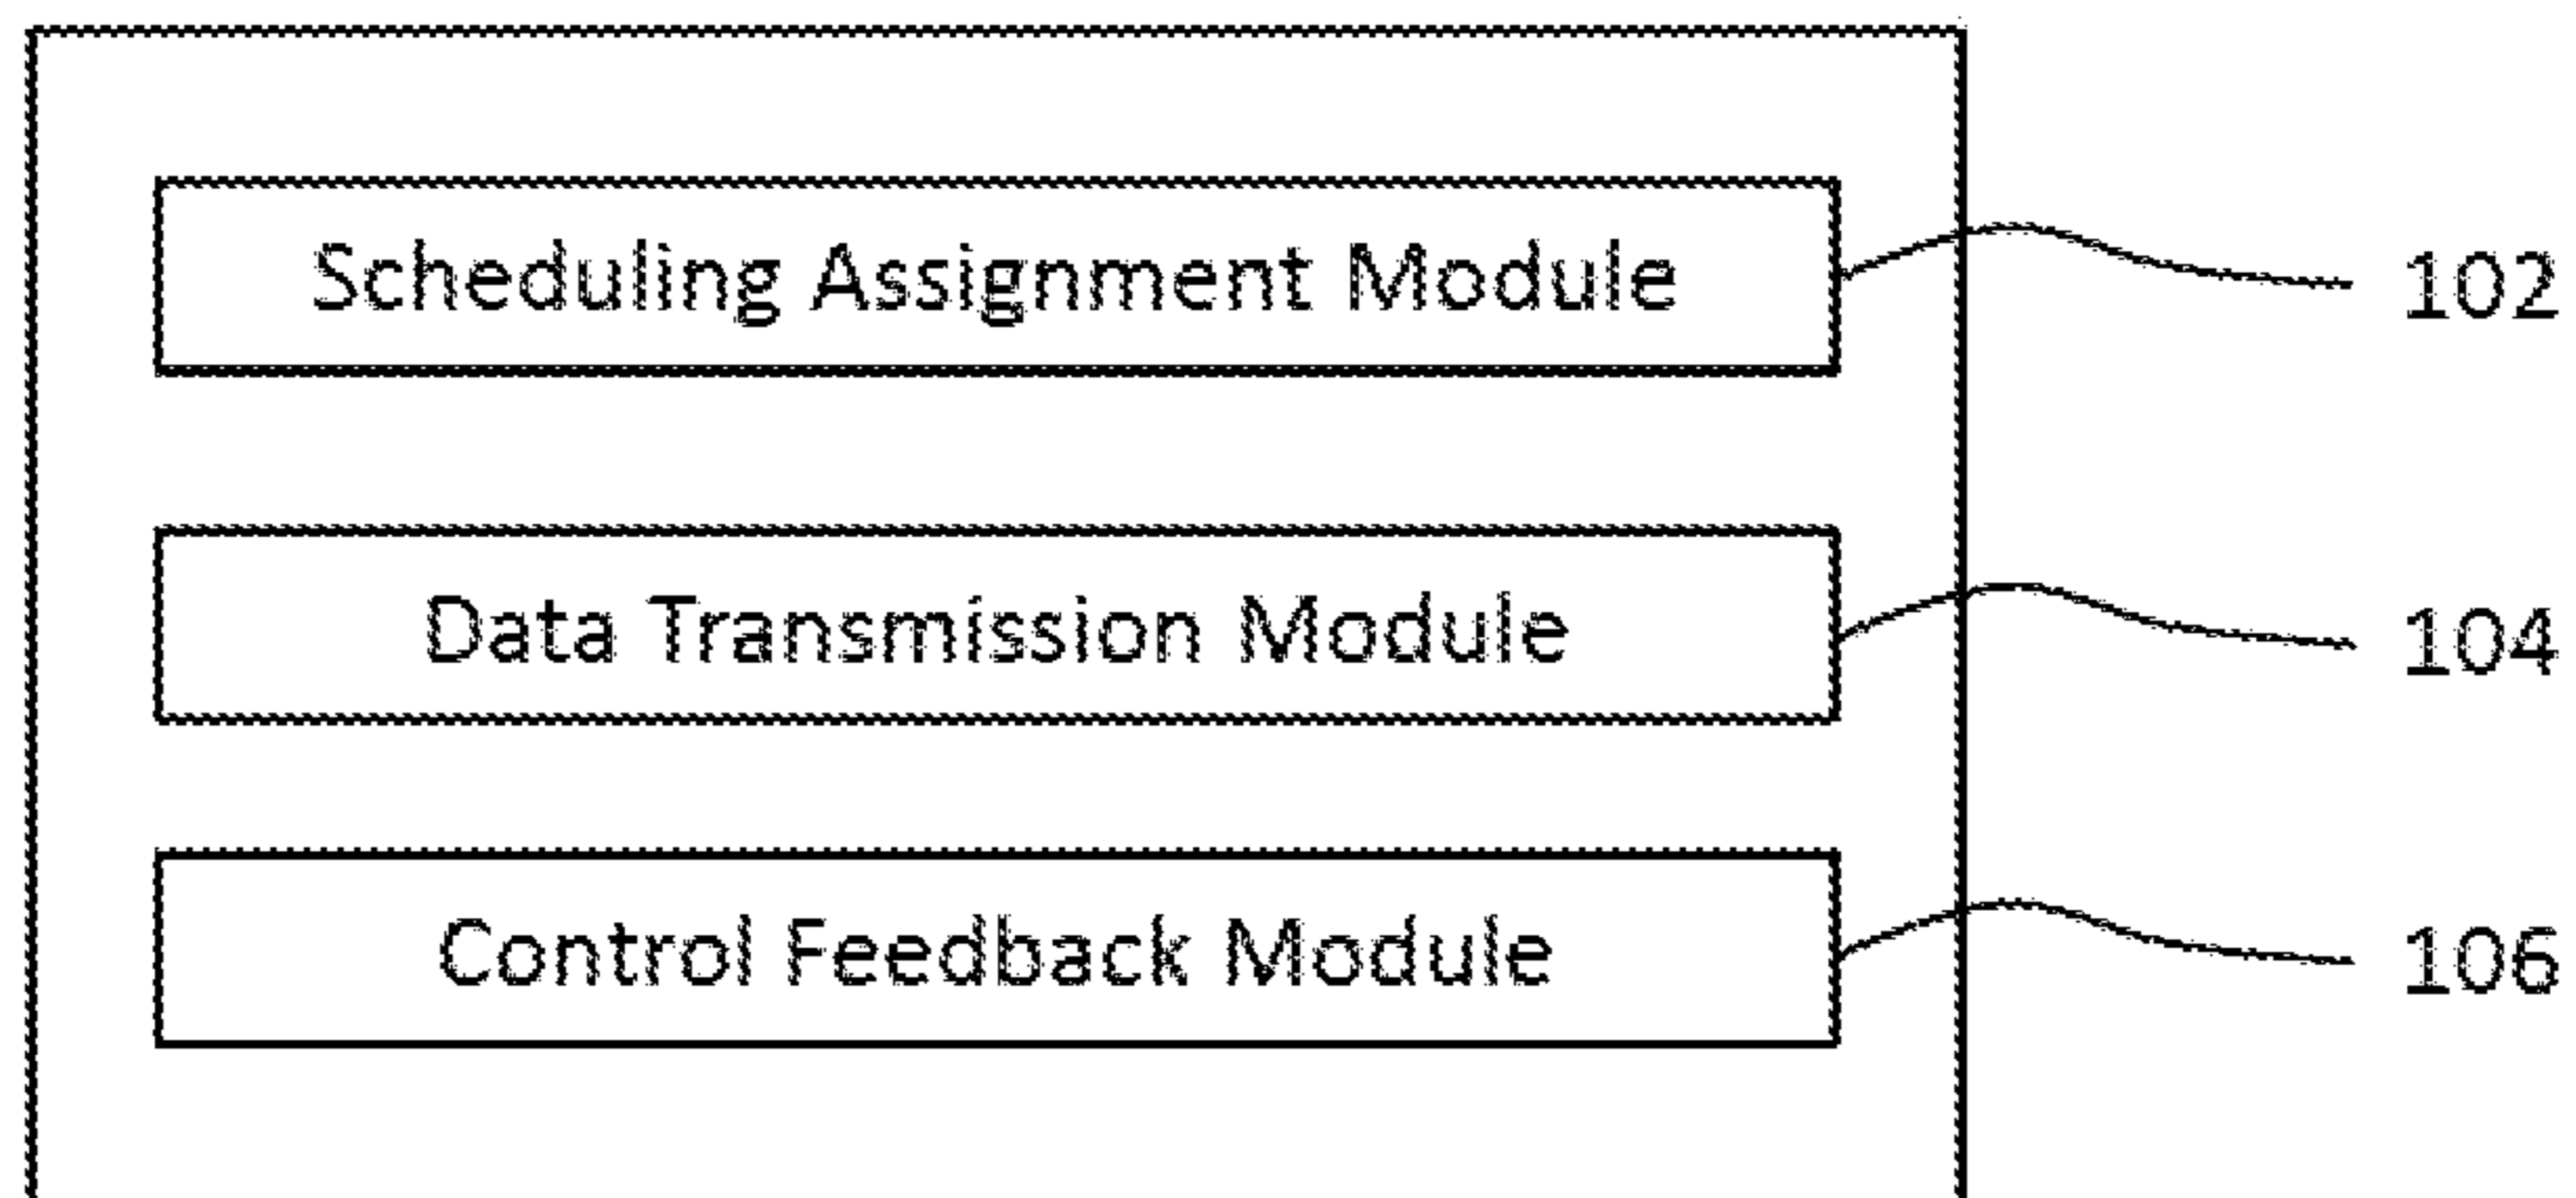 Scheduling Assignment Module 102
Data Transmission Module 104
Control Feedback Module 106